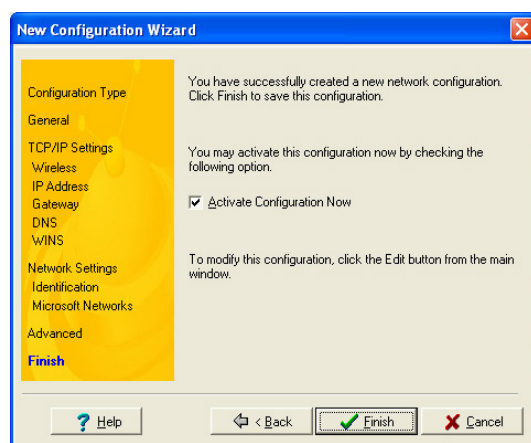 New Configuration Wizard
Configuration Type
General
TCP/IP Settings
Wireless
IP Address
Gateway
DNS
WINS
Network Settings
Identification
Microsoft Networks
Advanced
Finish
You have successfully created a new network configuration.
Click Finish to save this configuration.
You may activate this configuration now by checking the
following option.
Activate Configuration Now
To modify this configuration, click the Edit button from the main
window.
? Help
< Back
Finish
Cancel